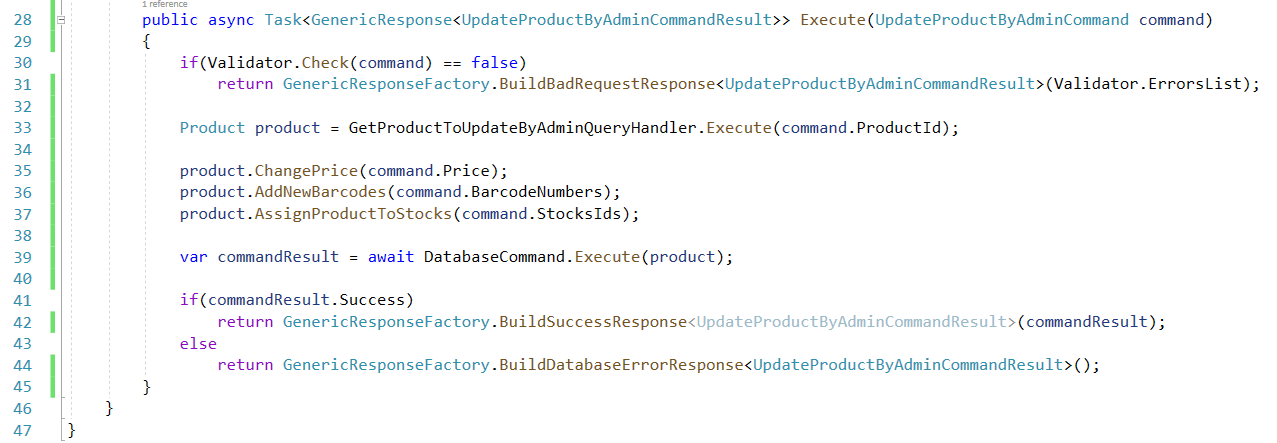 1 reference
28 public async Task<GenericResponse<UpdateProductByAdminCommandResult>> Execute(UpdateProductByAdminCommand command)
29 {
30 if(Validator.Check(command) == false)
31 return GenericResponseFactory.BuildBadRequestResponse<UpdateProductByAdminCommandResult>(Validator.ErrorsList);
32
33 Product product = GetProductToUpdateByAdminQueryHandler.Execute(command.ProductId);
34
35 product.ChangePrice(command.Price);
36 product.AddNewBarcodes(command.BarcodeNumbers);
37 product.AssignProductToStocks(command.StocksIds);
38
39 var commandResult = await DatabaseCommand.Execute(product);
40
41 if(commandResult.Success)
42 return GenericResponseFactory.BuildSuccessResponse<UpdateProductByAdminCommandResult>(commandResult);
43 else
44 return GenericResponseFactory.BuildDatabaseErrorResponse<UpdateProductByAdminCommandResult>();
45 }
46 }
47 }